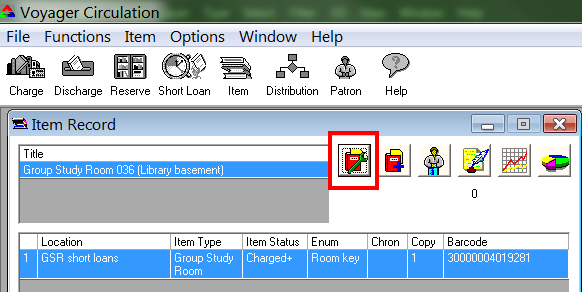 Voyager Circulation
File Functions Item Options Window Help
Charge Discharge Reserve Short Loan Item Distribution Patron Help
Item Record
Title
Group Study Room 036 (Library basement)
0
Location Item Type Item Status Enum Chron Copy Barcode
1 GSR short loans Group Study Room Charged+ Room key 1 30000004019281